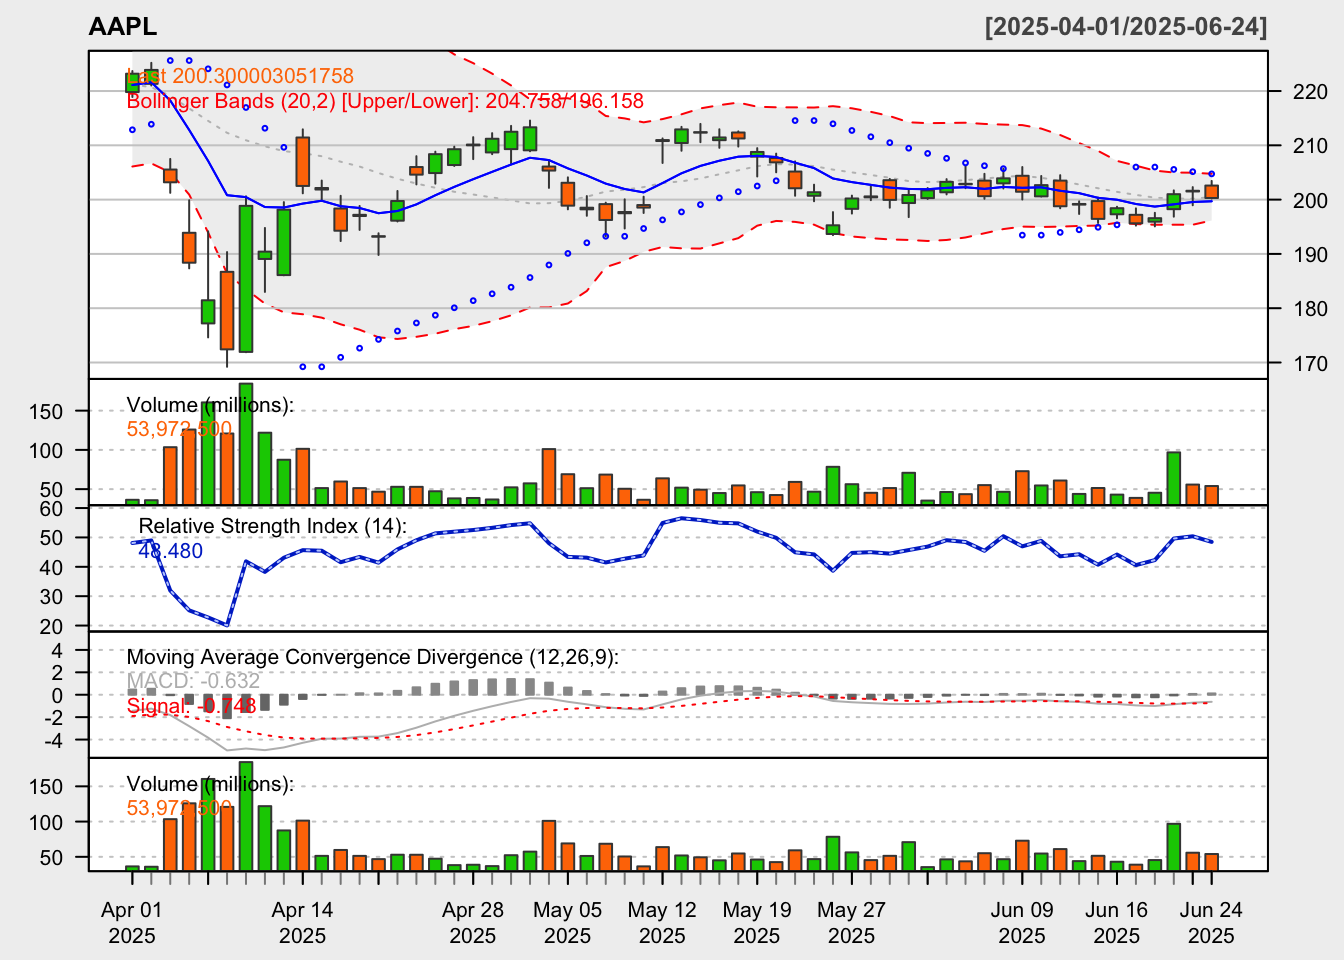 AAPL [2025-04-01/2025-06-24]
Last 200.300003051758
Bollinger Bands (20,2) [Upper/Lower]: 204.758/196.158
220
210
200
190
180
170
Volume (millions):
53,972,500
150
100
50
Relative Strength Index (14):
48.480
60
50
40
30
20
Moving Average Convergence Divergence (12,26,9):
MACD: -0.632
Signal: -0.748
4
2
0
-2
-4
Volume (millions):
53,972,500
150
100
50
Apr 01 Apr 14 Apr 28 May 05 May 12 May 19 May 27 Jun 09 Jun 16 Jun 24
2025 2025 2025 2025 2025 2025 2025 2025 2025 2025